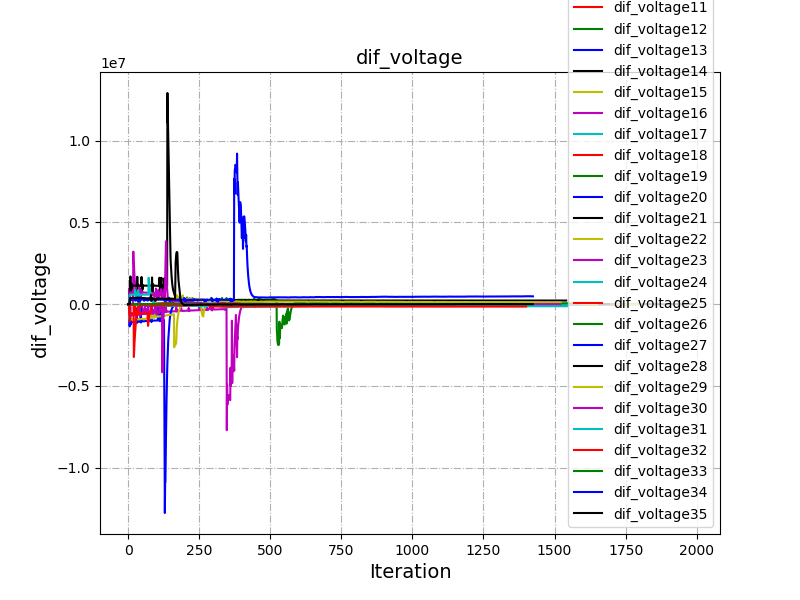 dif_voltage
1e7
1.0
0.5
0.0
−0.5
−1.0
dif_voltage
0
250
500
750
1000
1250
1500
1750
2000
Iteration
dif_voltage11
dif_voltage12
dif_voltage13
dif_voltage14
dif_voltage15
dif_voltage16
dif_voltage17
dif_voltage18
dif_voltage19
dif_voltage20
dif_voltage21
dif_voltage22
dif_voltage23
dif_voltage24
dif_voltage25
dif_voltage26
dif_voltage27
dif_voltage28
dif_voltage29
dif_voltage30
dif_voltage31
dif_voltage32
dif_voltage33
dif_voltage34
dif_voltage35